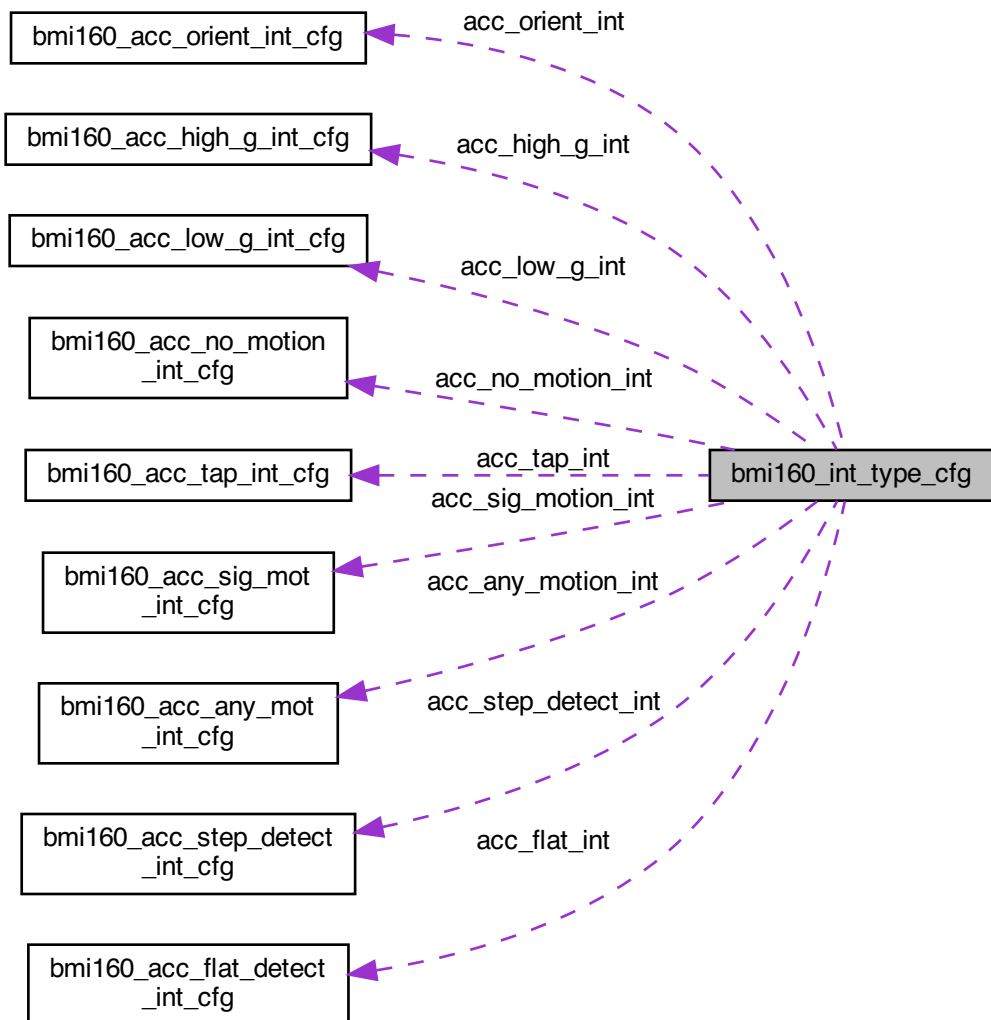 acc_orient_int
bmi160_acc_orient_int_cfg
bmi160_acc_high_g_int_cfg
acc_high_g_int
bmi160_acc_low_g_int_cfg
acc_low_g_int
bmi160_acc_no_motion
_int_cfg
acc_no_motion_int
bmi160_acc_tap_int_cfg
acc_tap_int
bmi160_int_type_cfg
acc_sig_motion_int
bmi160_acc_sig_mot
_int_cfg
acc_any_motion_int
bmi160_acc_any_mot
_int_cfg
acc_step_detect_int
bmi160_acc_step_detect
_int_cfg
acc_flat_int
bmi160_acc_flat_detect
_int_cfg